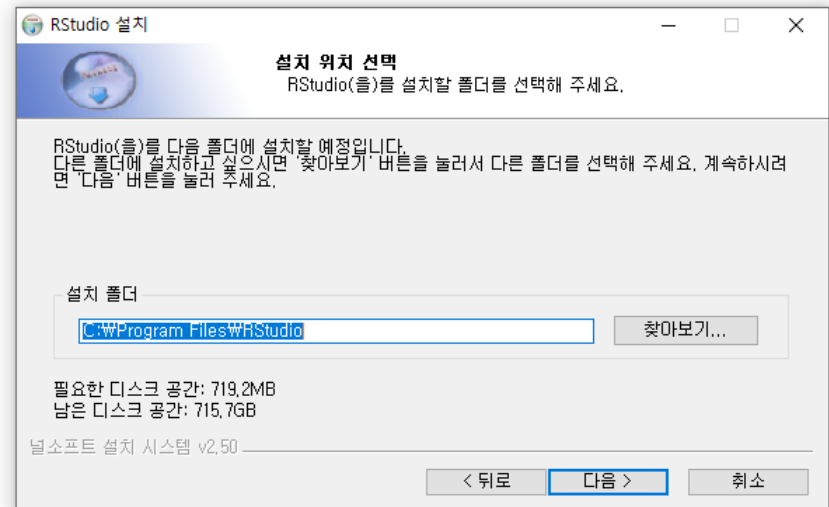 RStudio 설치
설치 위치 선택
RStudio(을)를 설치할 폴더를 선택해 주세요.
RStudio(을)를 다음 폴더에 설치할 예정입니다.
다른 폴더에 설치하고 싶으시면 '찾아보기' 버튼을 눌러서 다른 폴더를 선택해 주세요. 계속하시려
면 '다음' 버튼을 눌러 주세요.
설치 폴더
C:₩Program Files₩RStudio
찾아보기...
필요한 디스크 공간: 719.2MB
남은 디스크 공간: 715.7GB
널소프트 설치 시스템 v2.50
< 뒤로
다음 >
취소